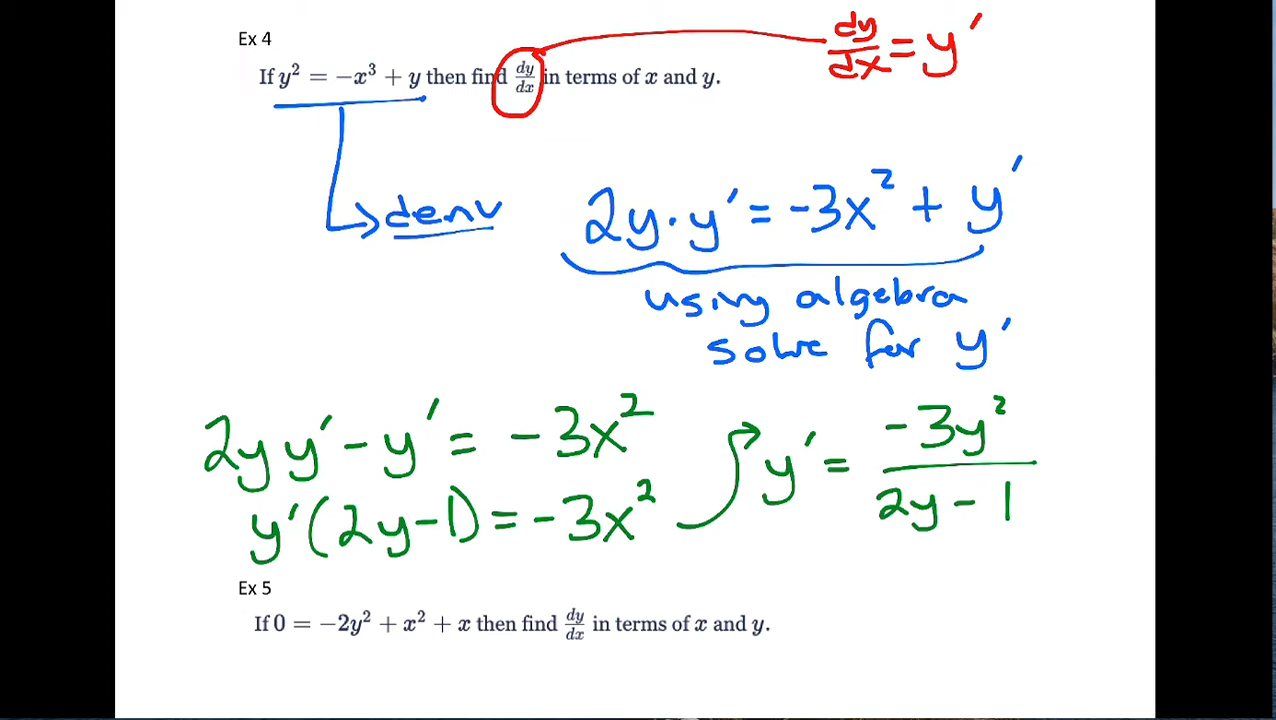 Ex 4
dy/dx = y'
If y² = −x³ + y then find dy/dx in terms of x and y.
deriv
2y·y' = -3x² + y'
using algebra
solve for y'
2yy' - y' = -3x²
y'(2y-1) = -3x²
y' = -3y²/2y - 1
Ex 5
If 0 = −2y² + x² + x then find dy/dx in terms of x and y.